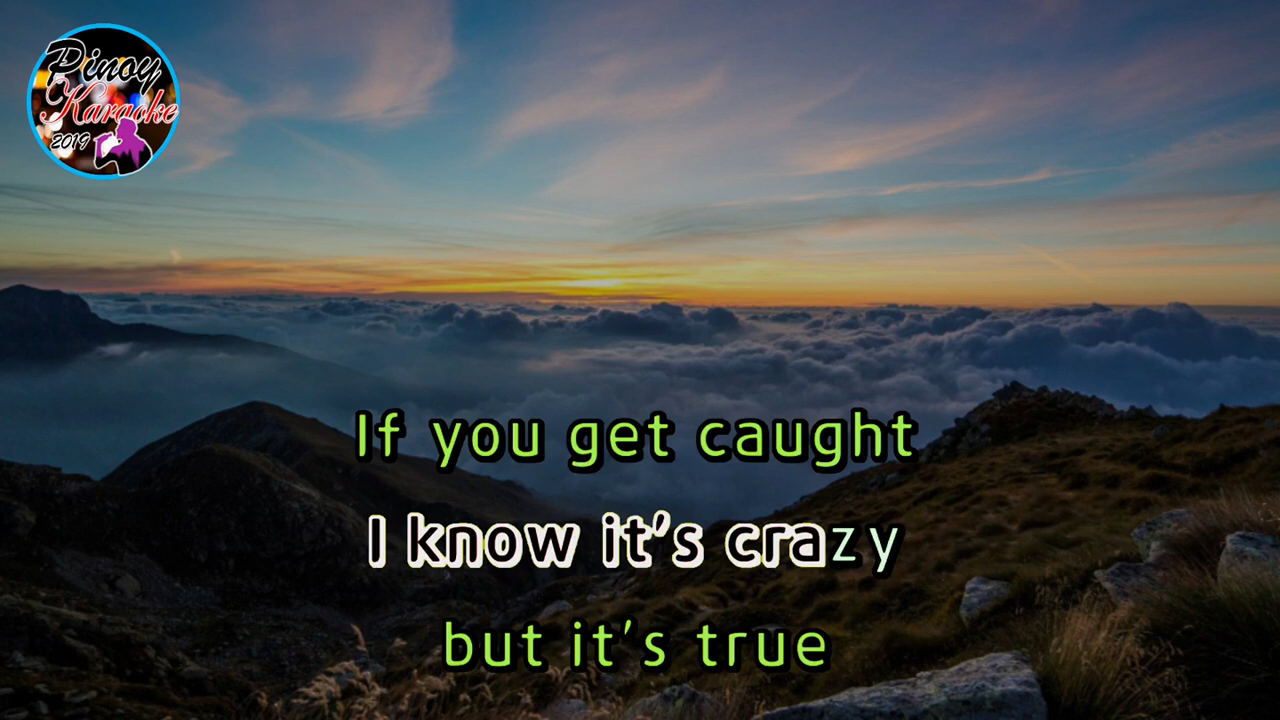 Pinoy
Karaoke
2019
If you get caught
I know it's crazy
but it's true